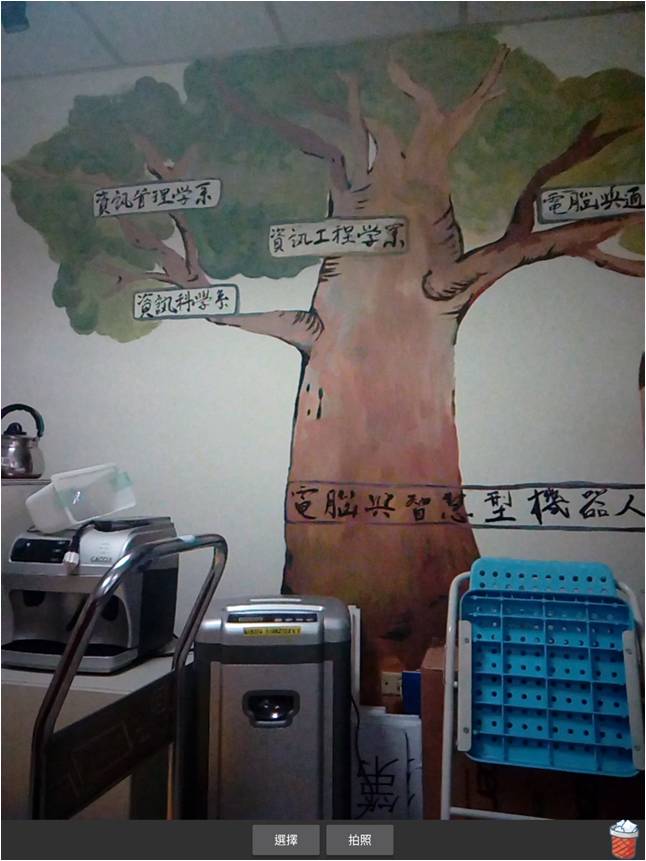 資訊管理学系
電腦與通
資訊工程学系
資訊科学系
電腦與智慧型機器人
第
選擇
拍照